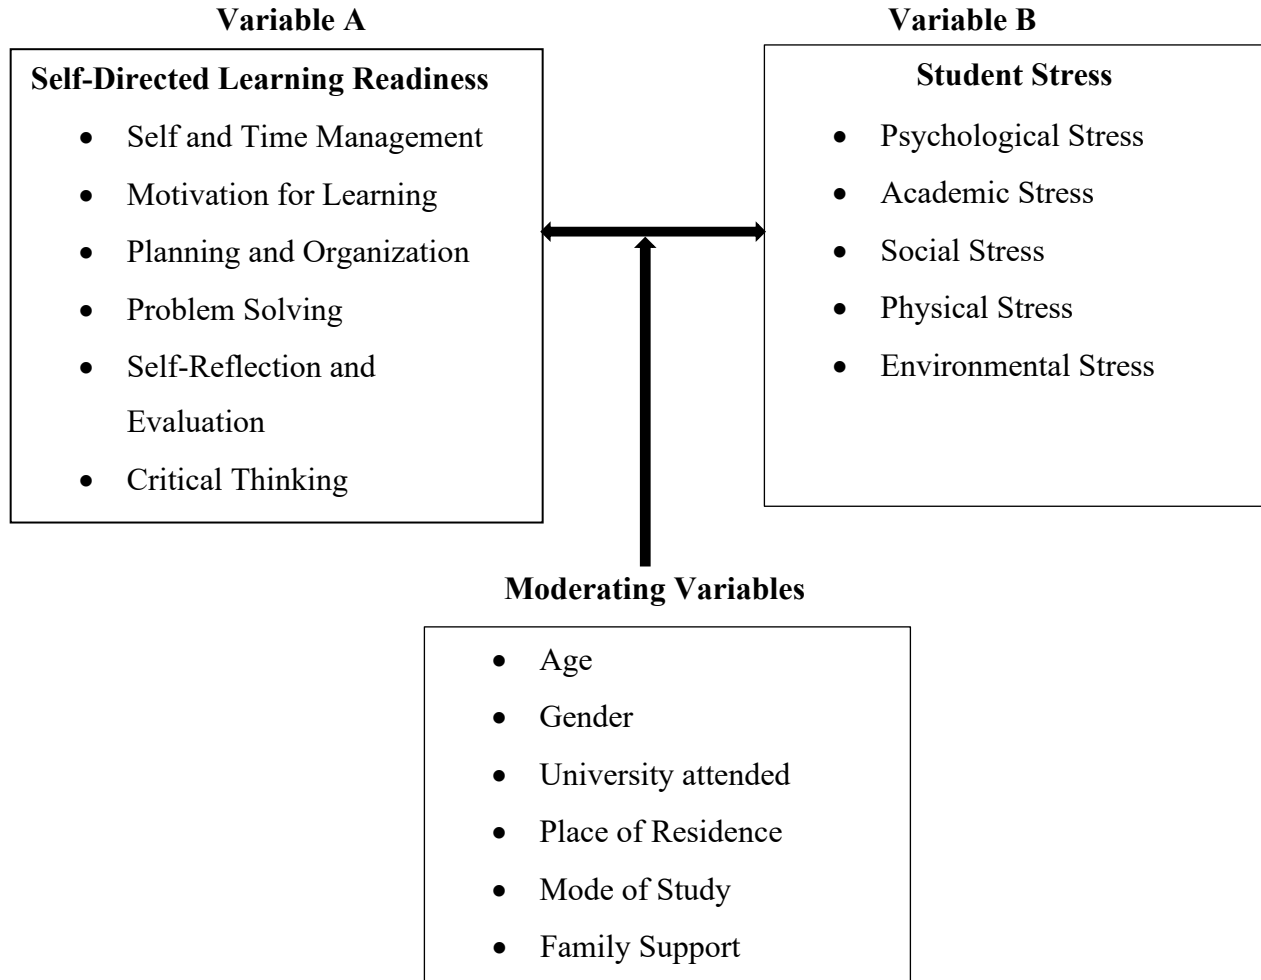 Variable A
Self-Directed Learning Readiness
• Self and Time Management
• Motivation for Learning
• Planning and Organization
• Problem Solving
• Self-Reflection and
Evaluation
• Critical Thinking
Variable B
Student Stress
• Psychological Stress
• Academic Stress
• Social Stress
• Physical Stress
• Environmental Stress
Moderating Variables
• Age
• Gender
• University attended
• Place of Residence
• Mode of Study
• Family Support